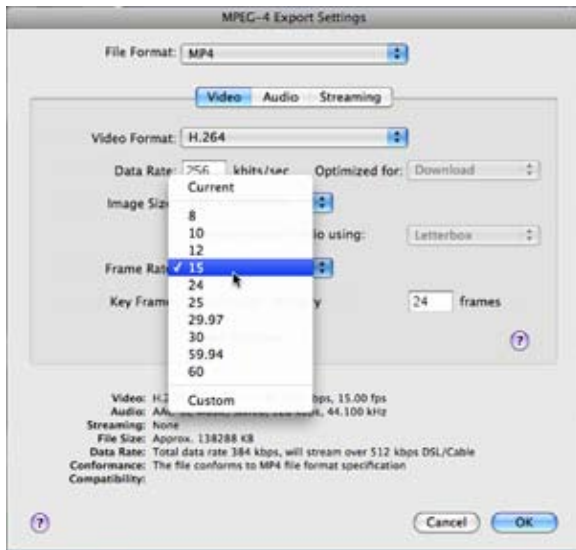 MPEG-4 Export Settings
File Format: MP4
Video Audio Streaming
Video Format: H.264
Data Rate: 256 kbits/sec Optimized for: Download
Current
Image Siz
8
10
using: Letterbox
12
Frame Rat ✓ 15
24
Key Fram 25 24 frames
29.97
30
?
59.94
60
Custom
Video: H.2 bps, 15.00 fps
Audio: 44.100 kHz
Streaming: None
File Size: Approx. 138288 KB
Data Rate: Total data rate 384 kbps, will stream over 512 kbps DSL/Cable
Conformance: The file conforms to MP4 file format specification
Compatibility:
? Cancel OK